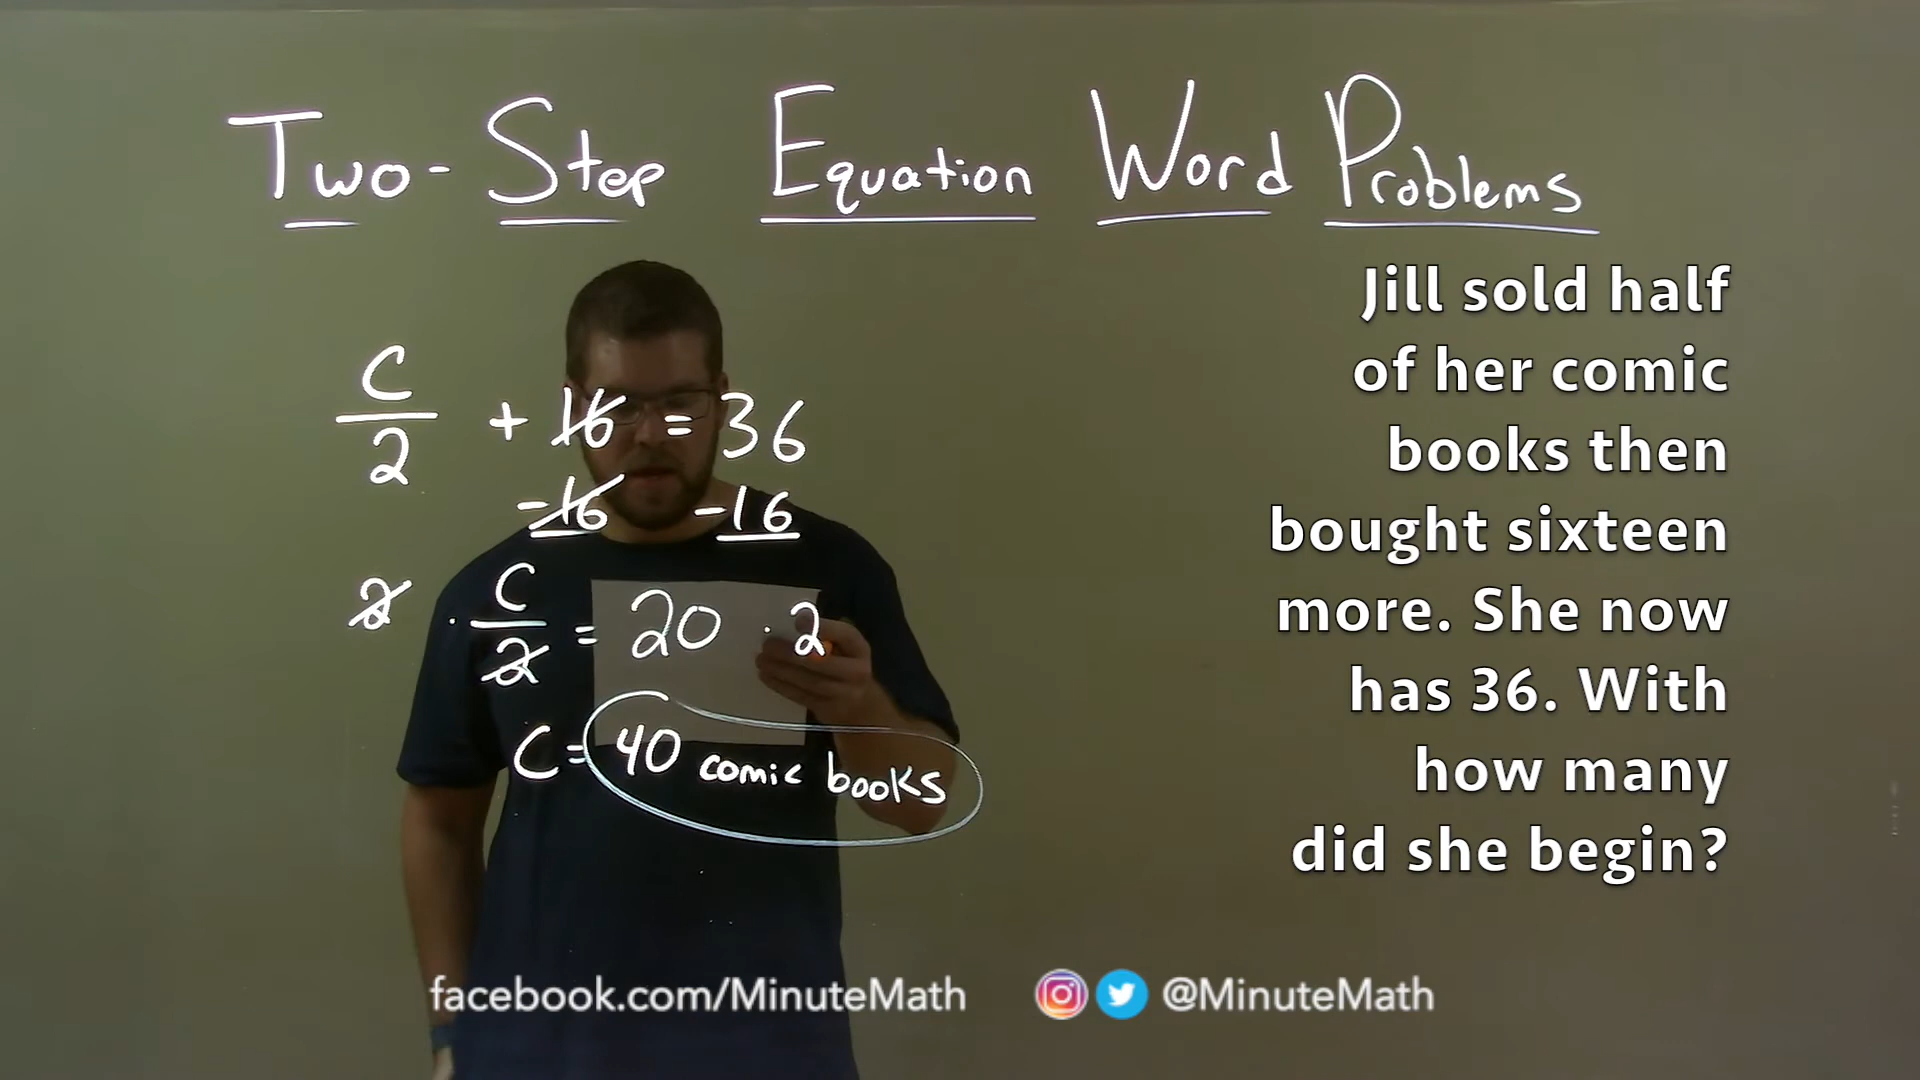 Two-Step Equation Word Problems
C/2 + 16 = 36
-16 -16
2 · C/2 = 20 · 2
C = 40 comic books
Jill sold half
of her comic
books then
bought sixteen
more. She now
has 36. With
how many
did she begin?
facebook.com/MinuteMath @MinuteMath